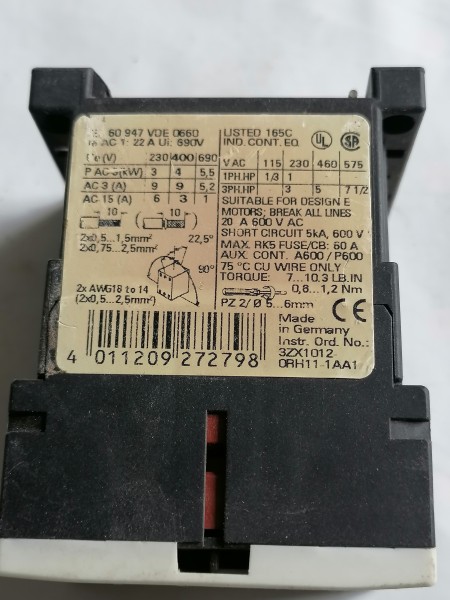 60 947 VDE 0660
AC 1: 22 A Ui: 690V
Ue(V) 230 400 690
P AC 3(kW) 3 4 5,5
AC 3 (A) 9 9 5,2
AC 15 (A) 6 3 1
10 10
2x0,5...1,5mm²
2x0,75...2,5mm²
22,5°
90°
2x AWG18 to 14
(2x0,5...2,5mm²)
LISTED 165C
IND. CONT. EQ.
UL SA
V AC 115 230 460 575
1PH.HP 1/3 1
3PH.HP 3 5 7 1/2
SUITABLE FOR DESIGN E
MOTORS; BREAK ALL LINES
20 A 600 V AC
SHORT CIRCUIT 5kA, 600 V
MAX. RK5 FUSE/CB: 60 A
AUX. CONT. A600 / P600
75 °C CU WIRE ONLY
TORQUE: 7...10.3 LB.IN
0,8...1,2 Nm
PZ 2/ Ø 5...6mm
Made
in Germany
Instr. Ord. No.:
3ZX1012
0RH11-1AA1
CE
4 011209 272798